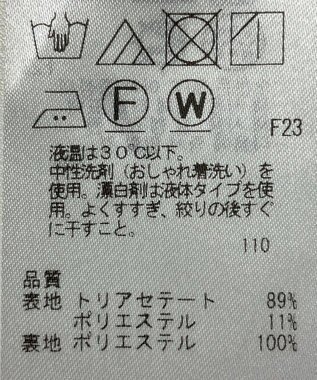 F W
F23
液温は30℃以下。
中性洗剤（おしゃれ着洗い）を
使用。漂白剤は液体タイプを使
用。よくすすぎ、絞りの後すぐ
に干すこと。
110
品質
表地 トリアセテート 89%
ポリエステル 11%
裏地 ポリエステル 100%